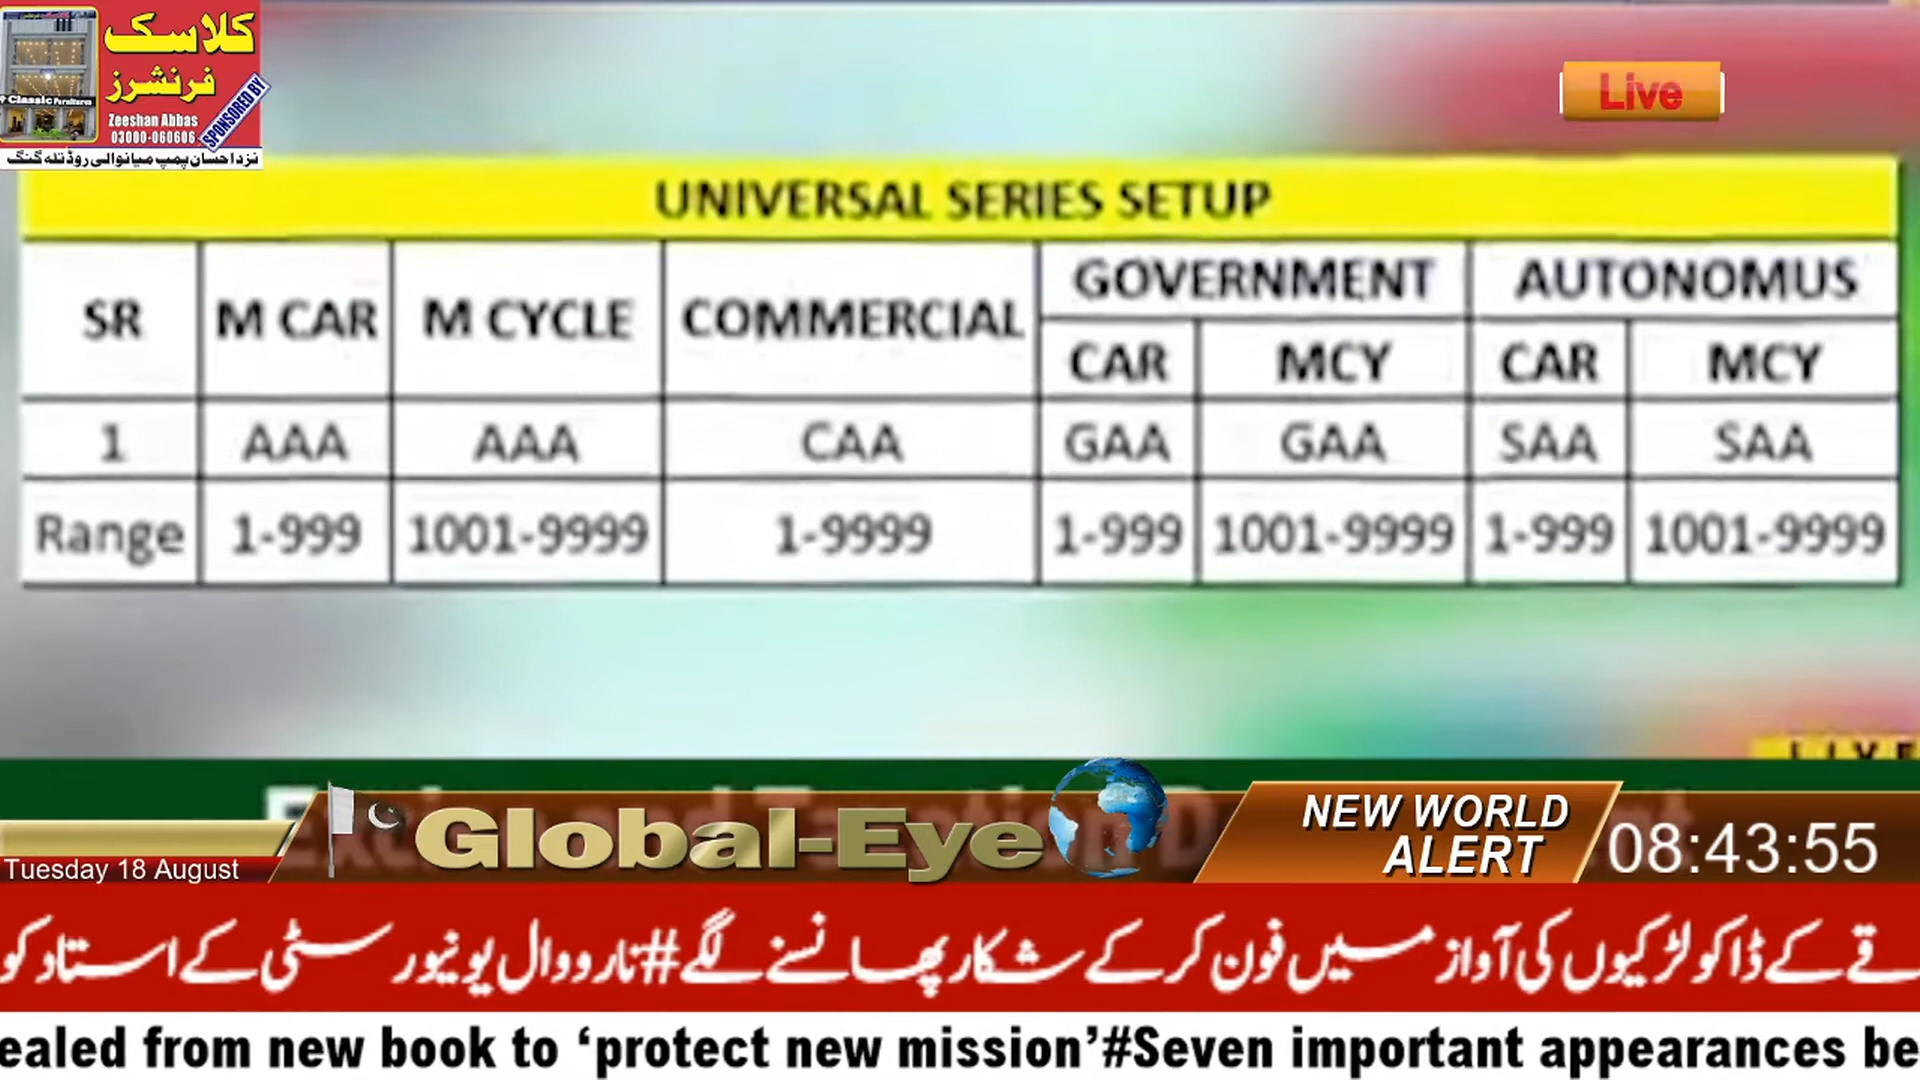 کلاسک
فرنشرز
Classic Furnitures
Zeeshan Abbas
03000-060606
SPONSORED BY
نزد احسان پمپ میانوالی روڈ تلہ گنگ
Live
UNIVERSAL SERIES SETUP
SR M CAR M CYCLE COMMERCIAL GOVERNMENT AUTONOMUS
CAR MCY CAR MCY
1 AAA AAA CAA GAA GAA SAA SAA
Range 1-999 1001-9999 1-9999 1-999 1001-9999 1-999 1001-9999
LIVE
Global-Eye
NEW WORLD
ALERT
08:43:55
Tuesday 18 August
قے کے ڈاکو لڑکیوں کی آواز میں فون کر کے شکار پھانسنے لگے#نارووال یونیورسٹی کے استاد کو
ealed from new book to ‘protect new mission’#Seven important appearances be